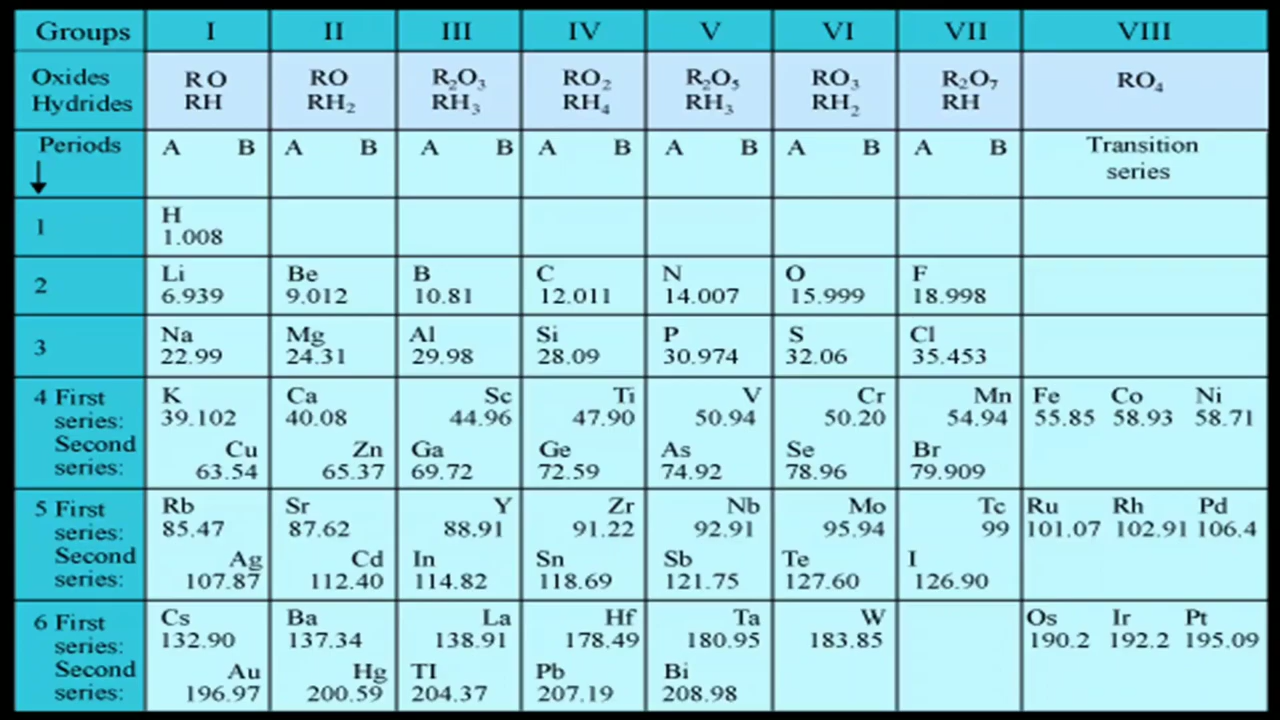 Groups I II III IV V VI VII VIII
Oxides R O RO R₂O₃ RO₂ R₂O₅ RO₃ R₂O₇ RO₄
Hydrides RH RH₂ RH₃ RH₄ RH₃ RH₂ RH
Periods A B A B A B A B A B A B A B Transition
series
1 H
1.008
2 Li Be B C N O F
6.939 9.012 10.81 12.011 14.007 15.999 18.998
3 Na Mg Al Si P S Cl
22.99 24.31 29.98 28.09 30.974 32.06 35.453
4 First K Ca Sc Ti V Cr Mn Fe Co Ni
series: 39.102 40.08 44.96 47.90 50.94 50.20 54.94 55.85 58.93 58.71
Second Cu Zn Ga Ge As Se Br
series: 63.54 65.37 69.72 72.59 74.92 78.96 79.909
5 First Rb Sr Y Zr Nb Mo Tc Ru Rh Pd
series: 85.47 87.62 88.91 91.22 92.91 95.94 99 101.07 102.91 106.4
Second Ag Cd In Sn Sb Te I
series: 107.87 112.40 114.82 118.69 121.75 127.60 126.90
6 First Cs Ba La Hf Ta W Os Ir Pt
series: 132.90 137.34 138.91 178.49 180.95 183.85 190.2 192.2 195.09
Second Au Hg TI Pb Bi
series: 196.97 200.59 204.37 207.19 208.98